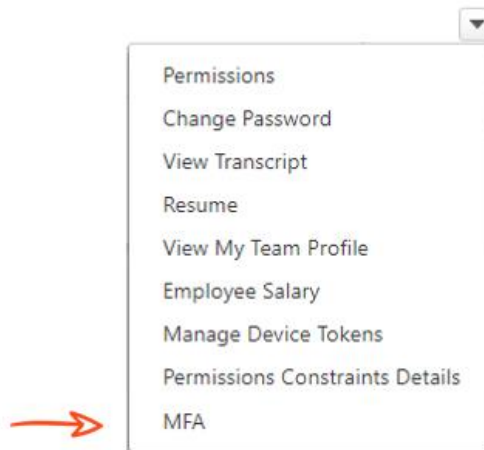 Permissions
Change Password
View Transcript
Resume
View My Team Profile
Employee Salary
Manage Device Tokens
Permissions Constraints Details
MFA